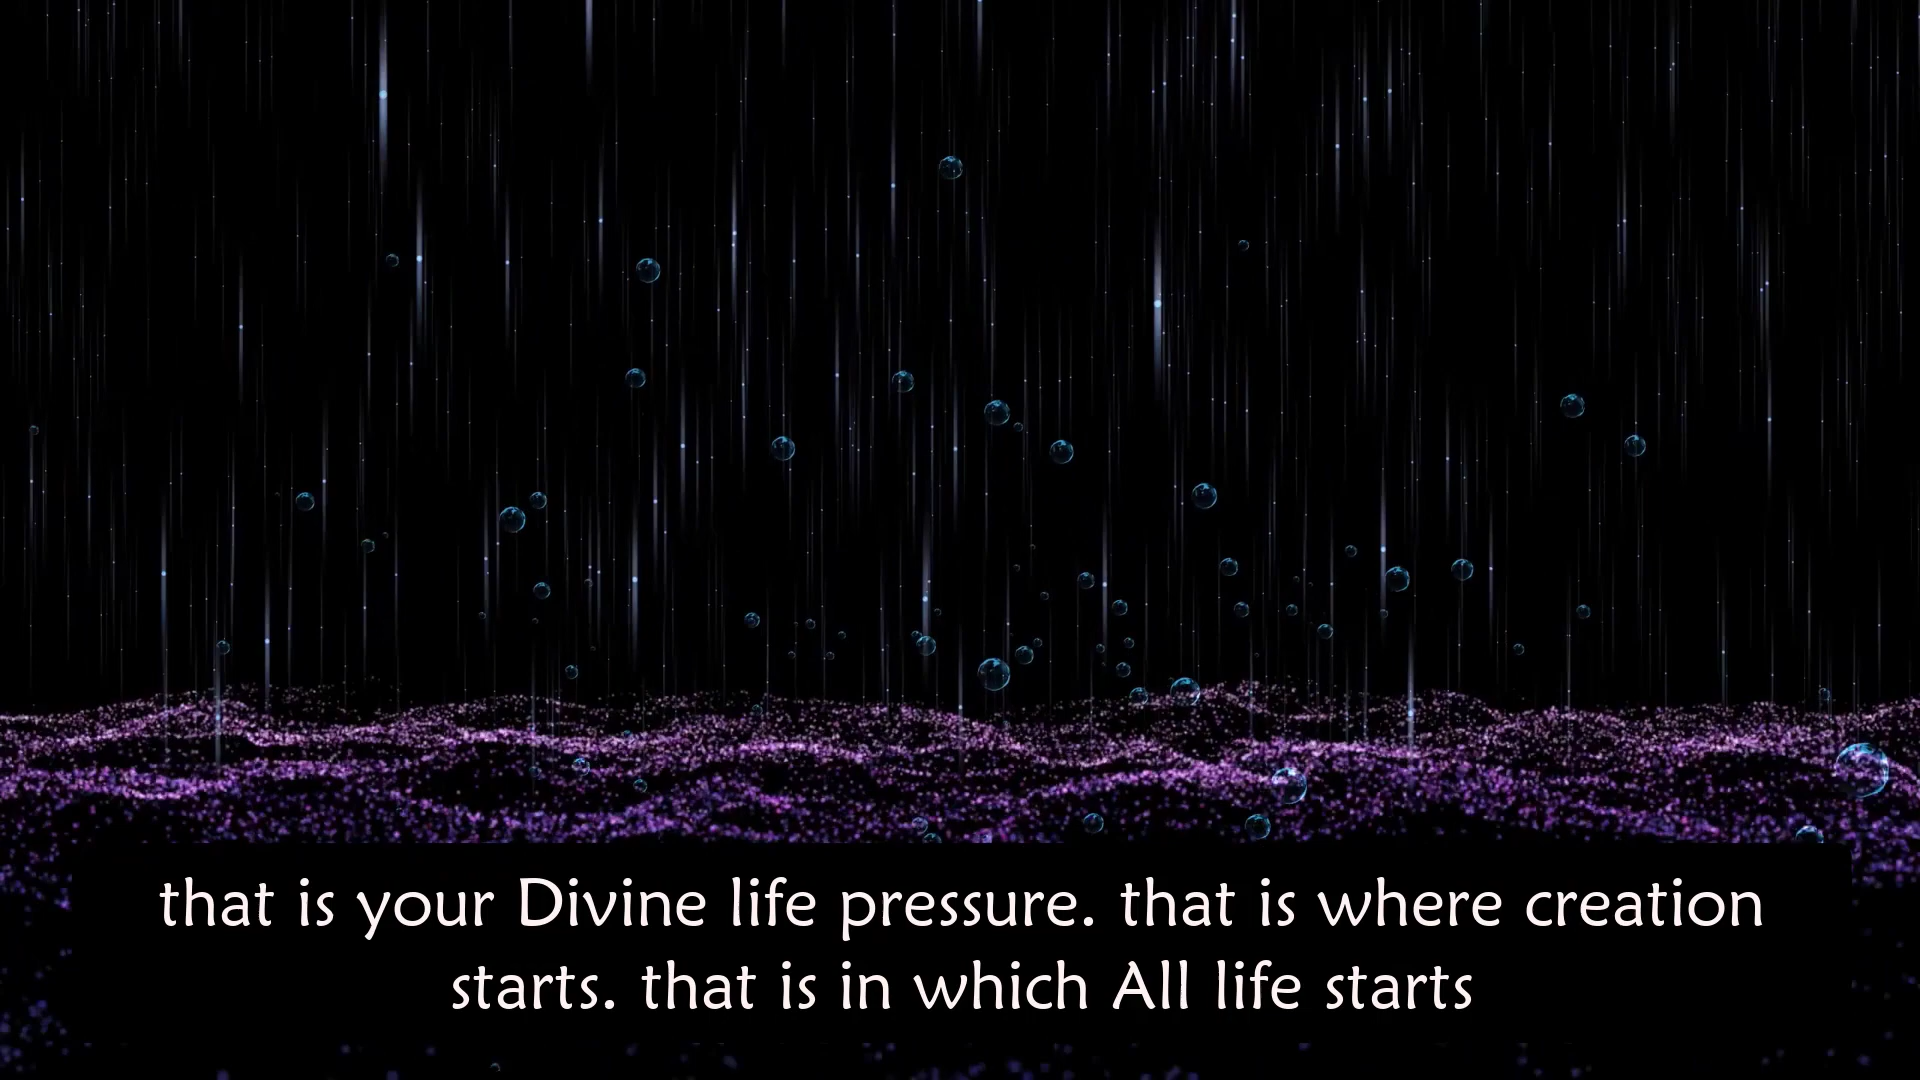 that is your Divine life pressure. that is where creation
starts. that is in which All life starts